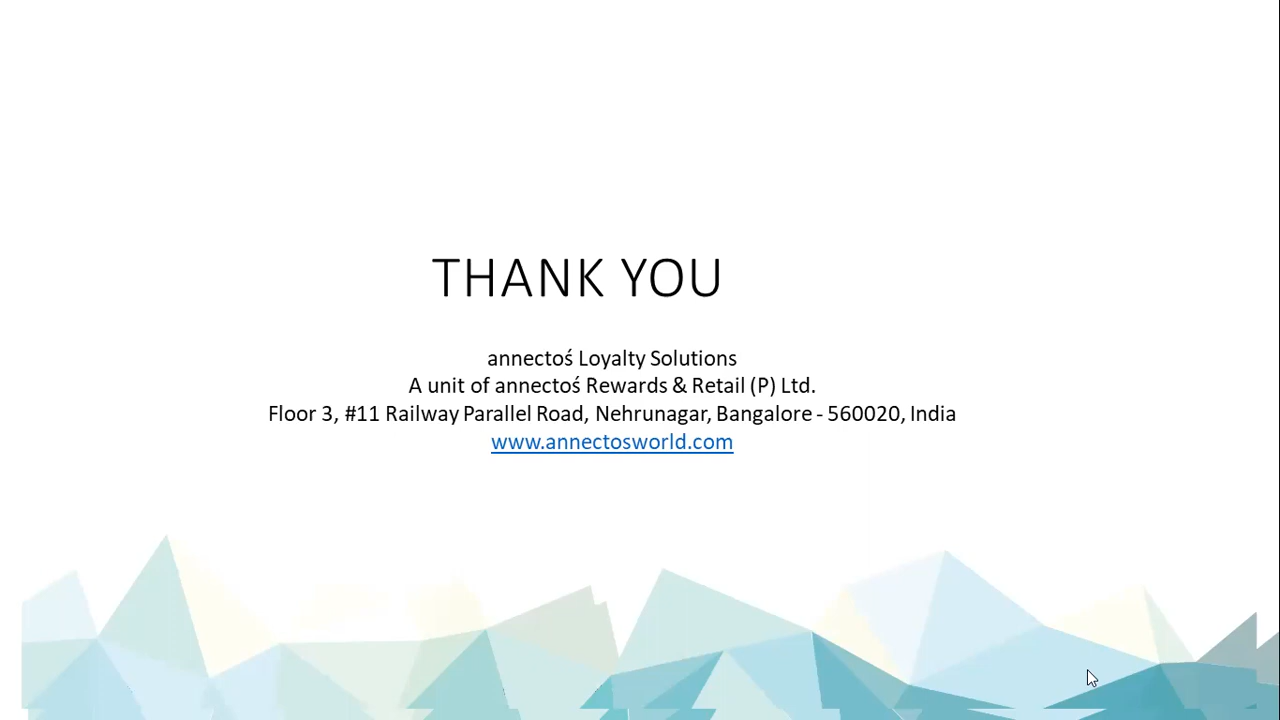 THANK YOU
annectoś Loyalty Solutions
A unit of annectoś Rewards & Retail (P) Ltd.
Floor 3, #11 Railway Parallel Road, Nehrunagar, Bangalore - 560020, India
www.annectosworld.com